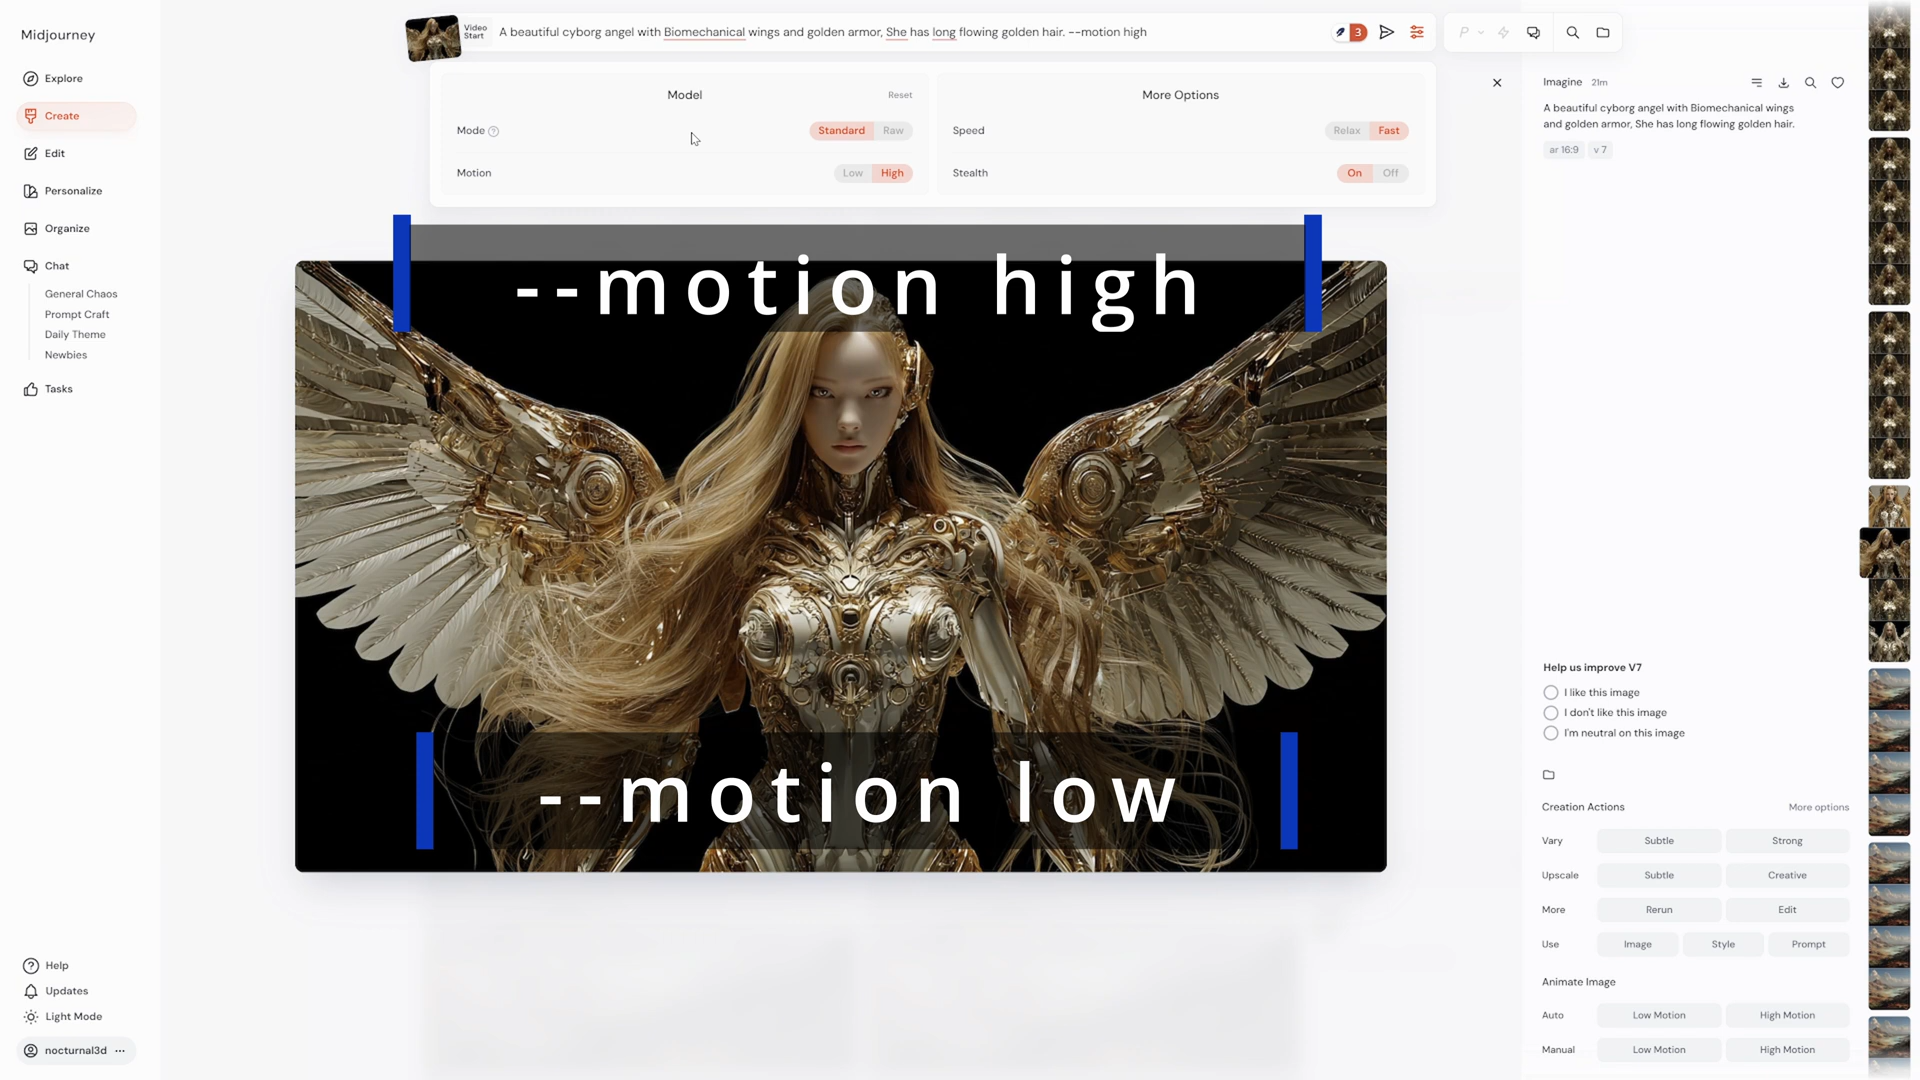 Midjourney
Explore
Create
Edit
Personalize
Organize
Chat
General Chaos
Prompt Craft
Daily Theme
Newbies
Tasks
Help
Updates
Light Mode
nocturnal3d ...
Video
Start
A beautiful cyborg angel with Biomechanical wings and golden armor, She has long flowing golden hair. --motion high
3
P
Model
Reset
Mode ?
Standard Raw
Motion
Low High
More Options
Speed
Relax Fast
Stealth
On Off
--motion high
--motion low
Imagine 21m
A beautiful cyborg angel with Biomechanical wings
and golden armor, She has long flowing golden hair.
ar 16:9 v 7
Help us improve V7
I like this image
I don't like this image
I'm neutral on this image
Creation Actions More options
Vary Subtle Strong
Upscale Subtle Creative
More Rerun Edit
Use Image Style Prompt
Animate Image
Auto Low Motion High Motion
Manual Low Motion High Motion